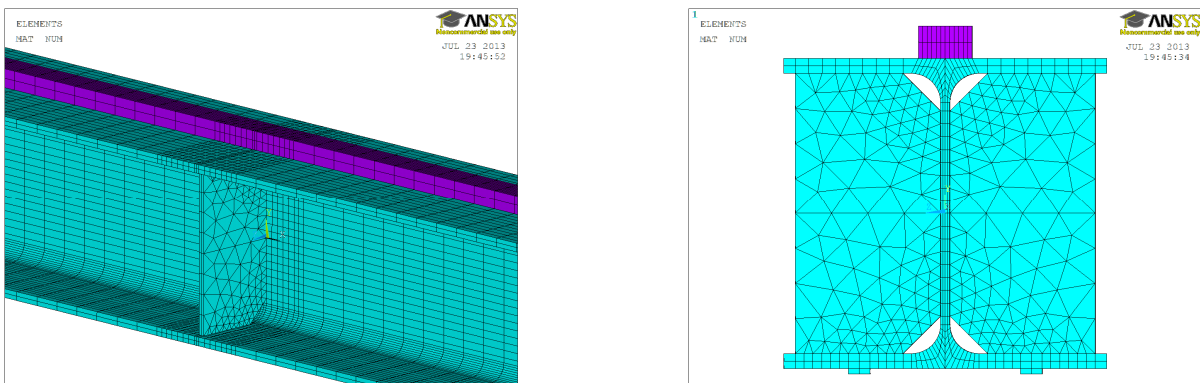 ELEMENTS
MAT NUM
ANSYS
Noncommercial use only
JUL 23 2013
19:45:52
1
ELEMENTS
MAT NUM
ANSYS
Noncommercial use only
JUL 23 2013
19:45:34